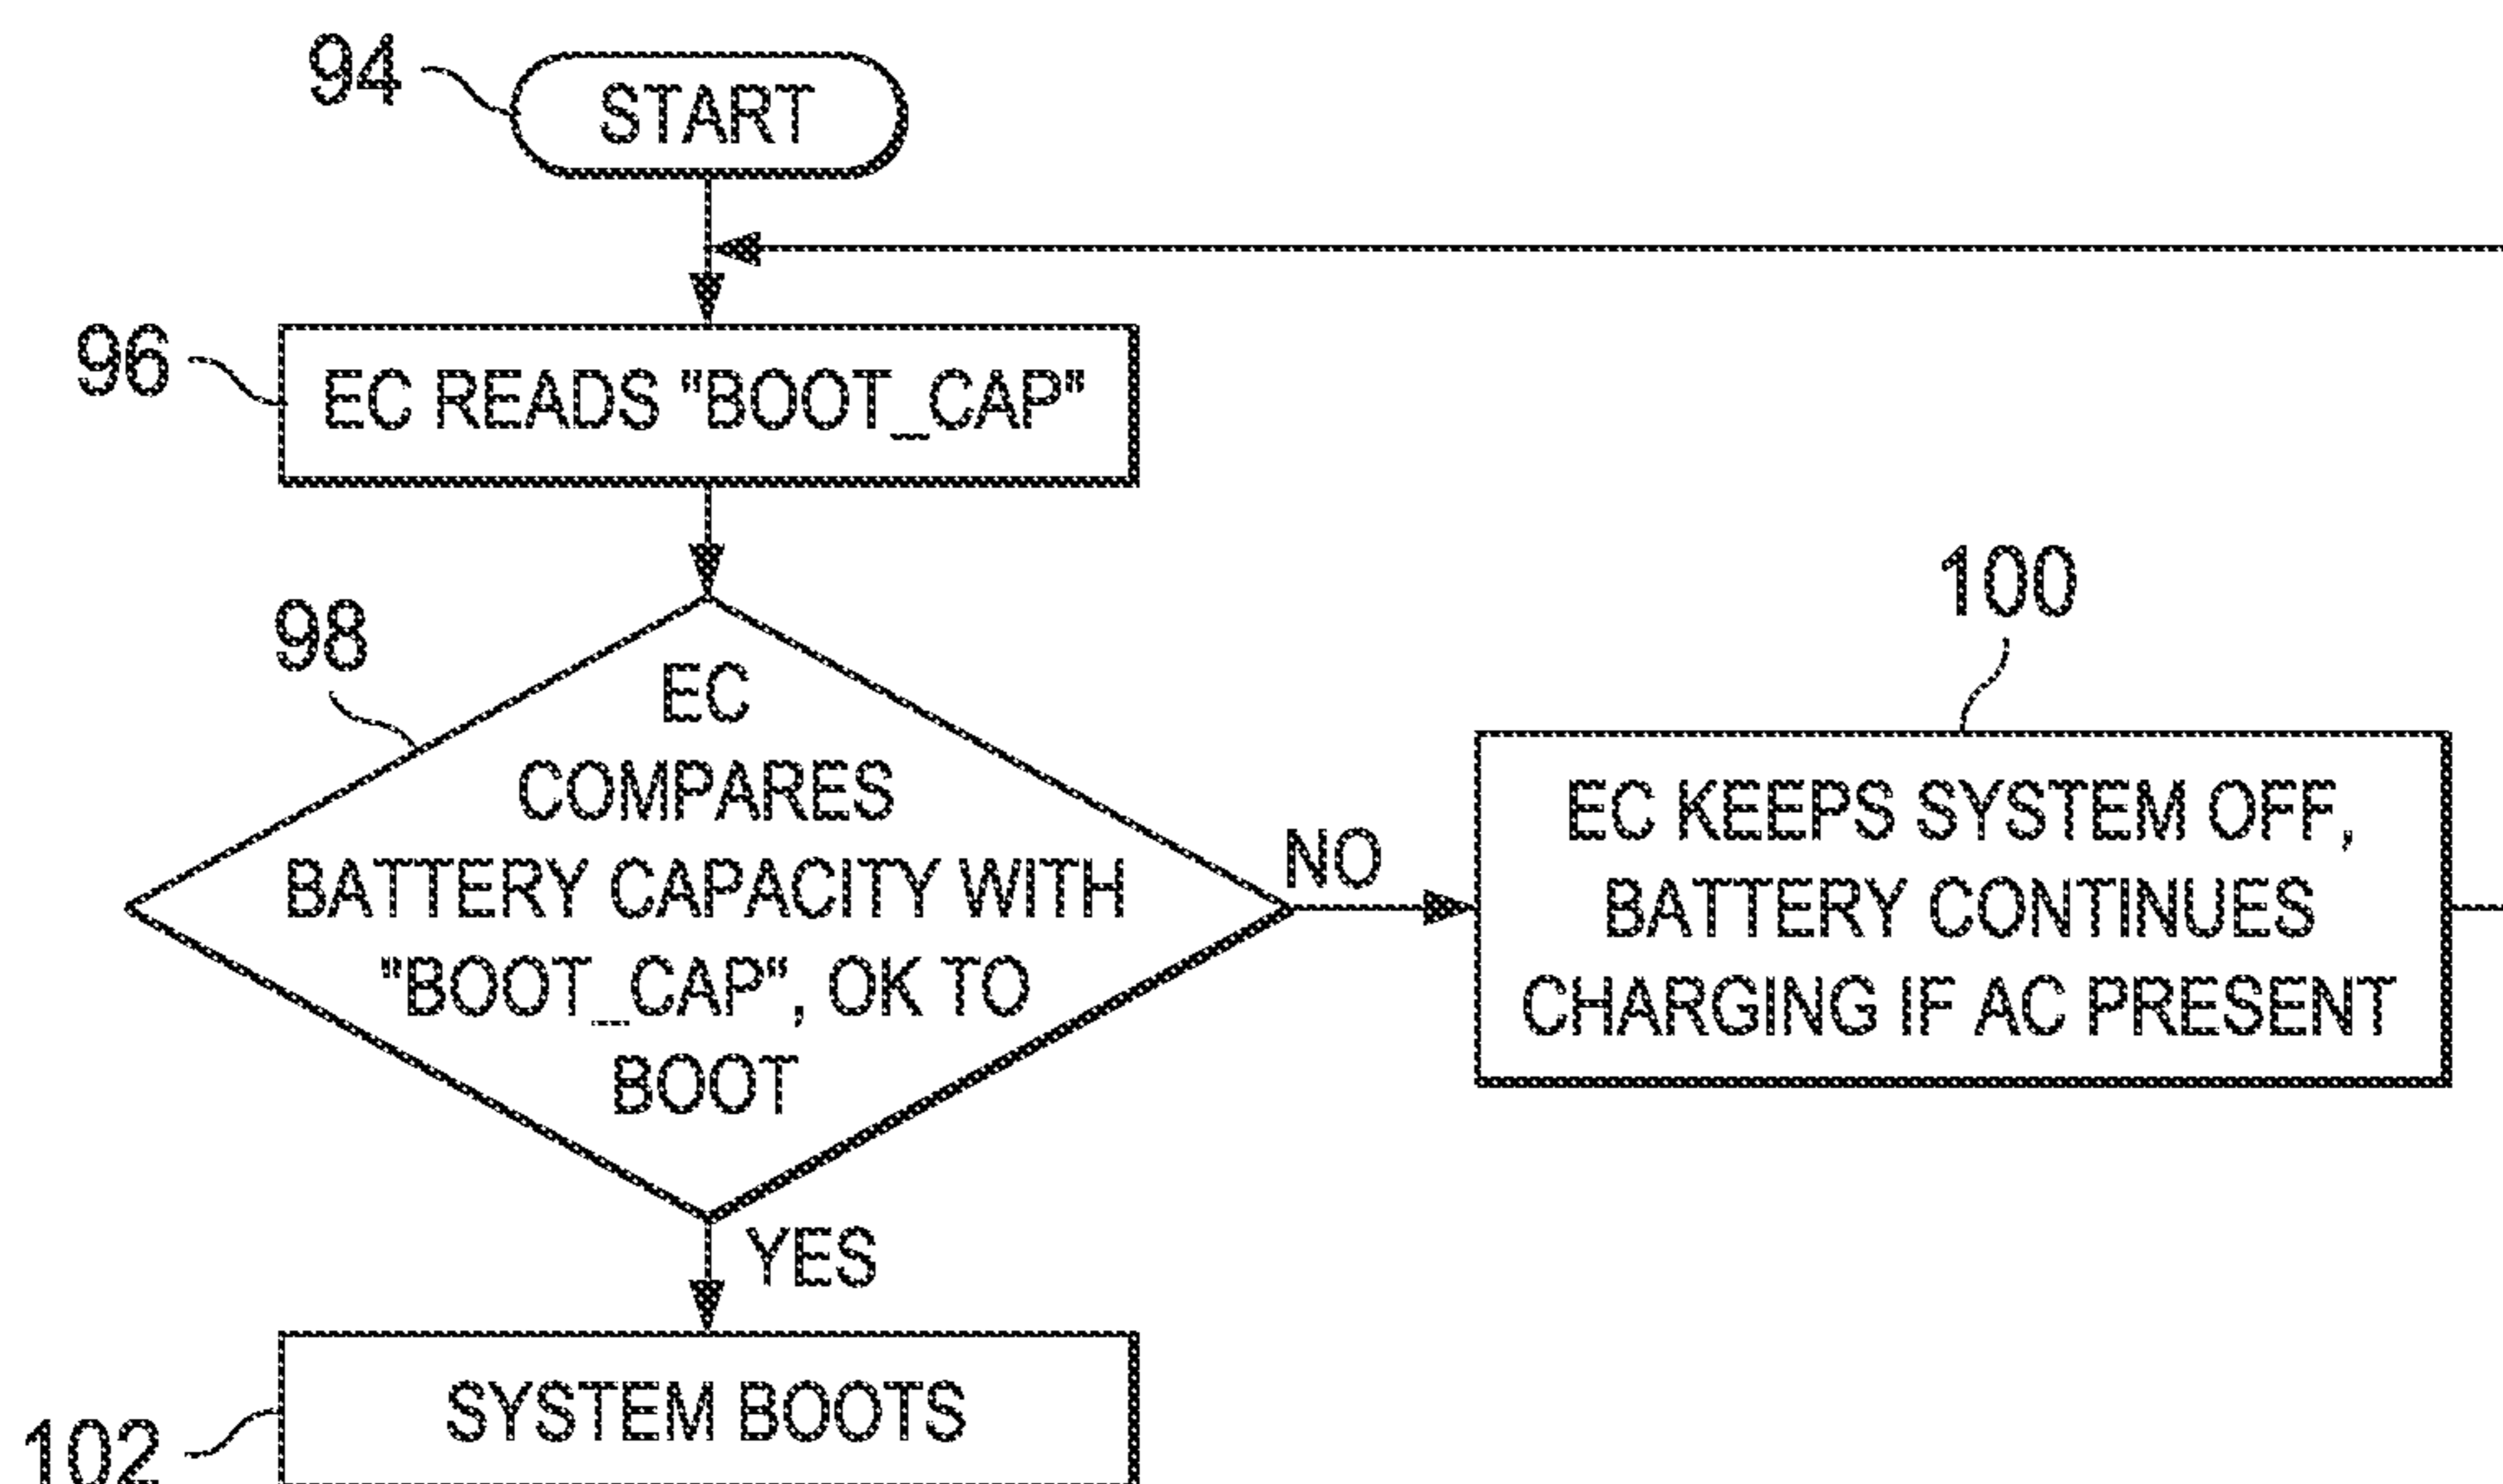 94
START
96
EC READS "BOOT_CAP"
98
EC
COMPARES
BATTERY CAPACITY WITH
"BOOT_CAP", OK TO
BOOT
NO
100
EC KEEPS SYSTEM OFF,
BATTERY CONTINUES
CHARGING IF AC PRESENT
YES
102
SYSTEM BOOTS